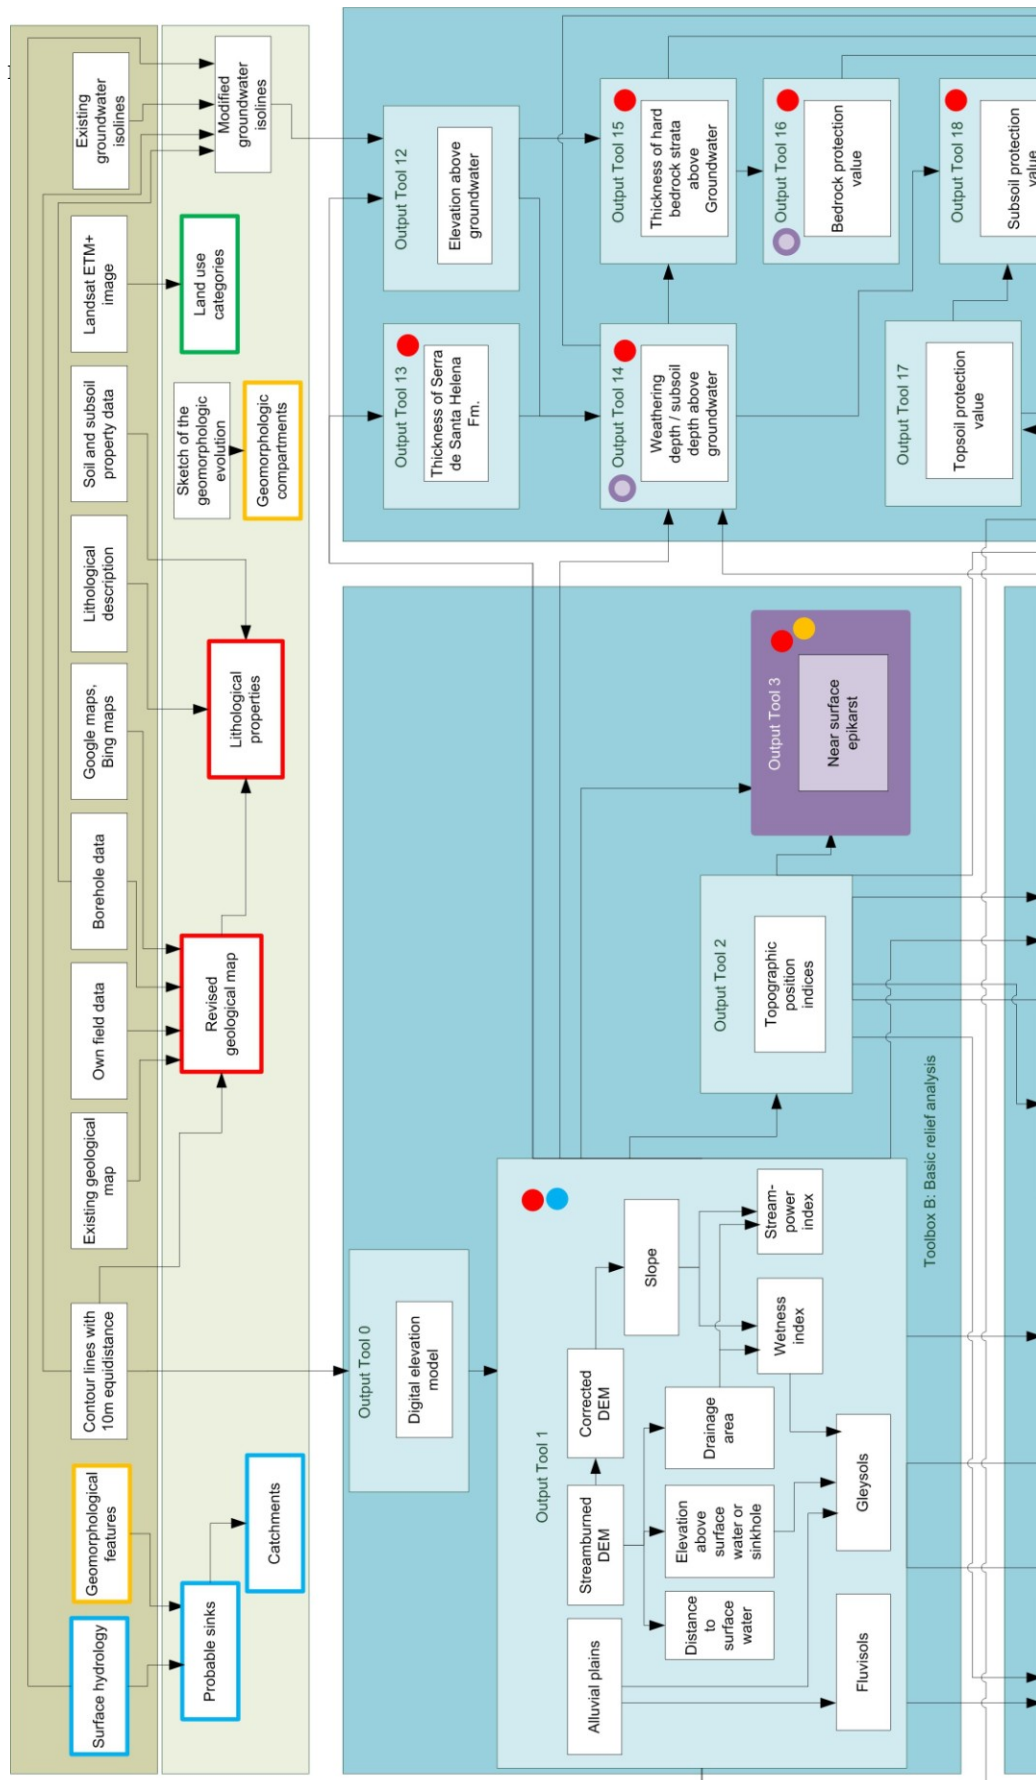 Surface hydrology
Geomorphological
features
Contour lines with
10m equidistance
Existing geological
map
Own field data
Borehole data
Google maps,
Bing maps
Lithological
description
Soil and subsoil
property data
Landsat ETM+
image
Existing
groundwater
isolines
Probable sinks
Catchments
Revised
geological map
Lithological
properties
Sketch of the
geomorphologic
evolution
Geomorphologic
compartments
Land use
categories
Modified
groundwater
isolines
Output Tool 0
Digital elevation
model
Output Tool 1
Alluvial plains
Streamburned
DEM
Corrected
DEM
Slope
Distance
to
surface
water
Elevation
above
surface
water or
sinkhole
Drainage
area
Wetness
index
Stream-
power
index
Fluvisols
Gleysols
Output Tool 2
Topographic
position
indices
Output Tool 3
Near surface
epikarst
Toolbox B: Basic relief analysis
Output Tool 13
Thickness of Serra
de Santa Helena
Fm.
Output Tool 12
Elevation above
groundwater
Output Tool 14
Weathering
depth / subsoil
depth above
groundwater
Output Tool 15
Thickness of hard
bedrock strata
above
Groundwater
Output Tool 16
Bedrock protection
value
Output Tool 17
Topsoil protection
value
Output Tool 18
Subsoil protection
value